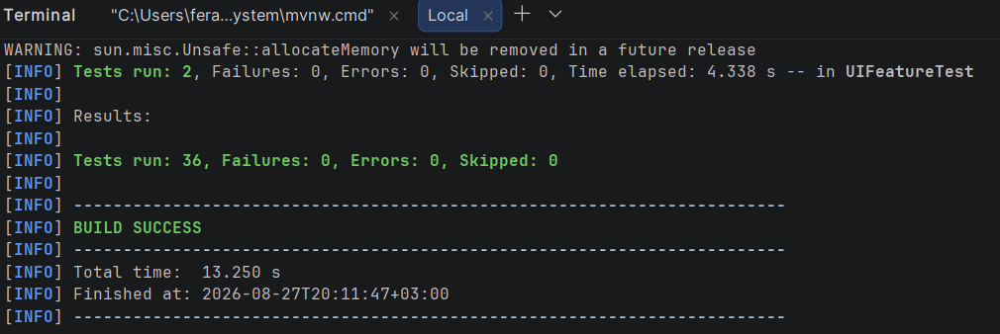 Terminal "C:\Users\fera...ystem\mvnw.cmd" × Local × + ∨
WARNING: sun.misc.Unsafe::allocateMemory will be removed in a future release
[INFO] Tests run: 2, Failures: 0, Errors: 0, Skipped: 0, Time elapsed: 4.338 s -- in UIFeatureTest
[INFO]
[INFO] Results:
[INFO]
[INFO] Tests run: 36, Failures: 0, Errors: 0, Skipped: 0
[INFO]
[INFO] ------------------------------------------------------------------------
[INFO] BUILD SUCCESS
[INFO] ------------------------------------------------------------------------
[INFO] Total time:  13.250 s
[INFO] Finished at: 2026-08-27T20:11:47+03:00
[INFO] ------------------------------------------------------------------------